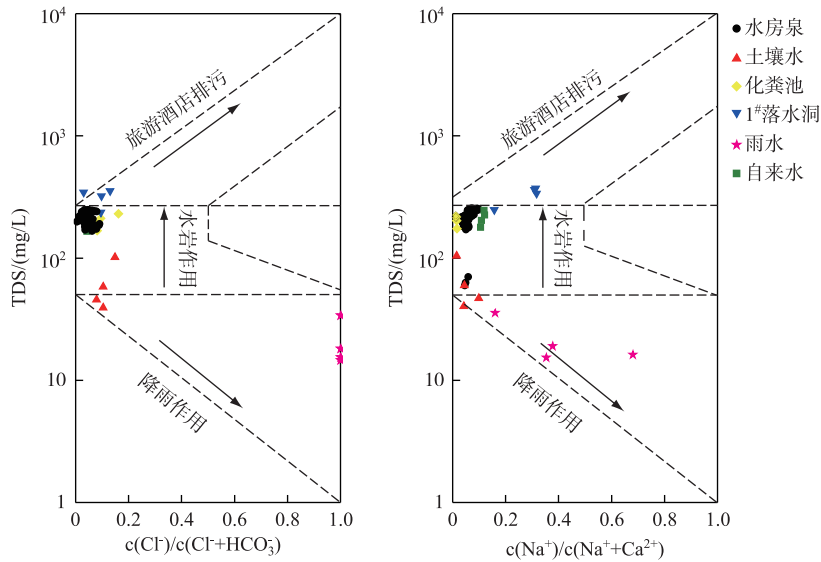 10⁴
10³
10²
10
1
TDS/(mg/L)
旅游酒店排污
水岩作用
降雨作用
0
0.2
0.4
0.6
0.8
1.0
c(Cl⁻)/c(Cl⁻+HCO₃⁻)
10⁴
10³
10²
10
1
TDS/(mg/L)
旅游酒店排污
水岩作用
降雨作用
0
0.2
0.4
0.6
0.8
1.0
c(Na⁺)/c(Na⁺+Ca²⁺)
水房泉
土壤水
化粪池
1#落水洞
雨水
自来水